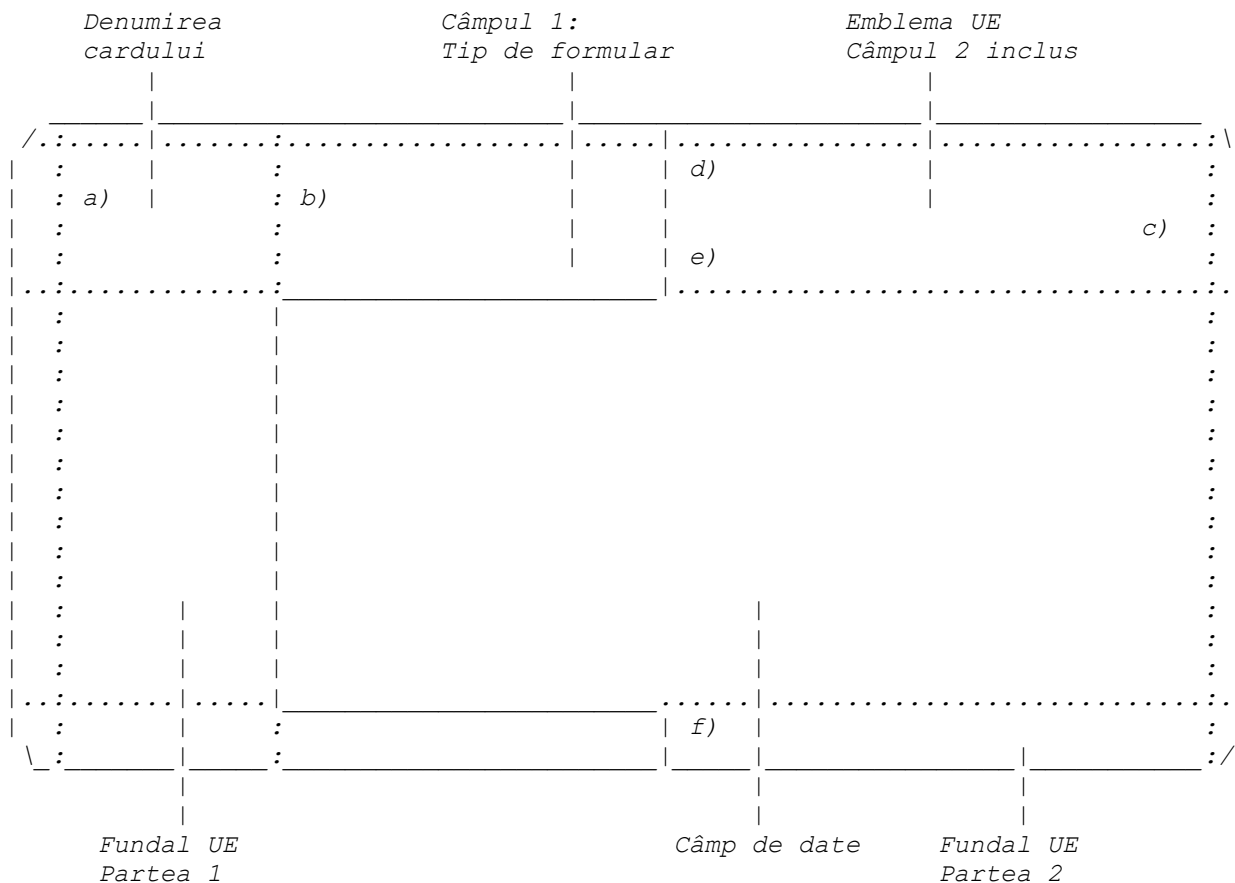 Denumirea
cardului
Câmpul 1:
Tip de formular
Emblema UE
Câmpul 2 inclus
a)
b)
d)
c)
e)
f)
Fundal UE
Partea 1
Câmp de date
Fundal UE
Partea 2